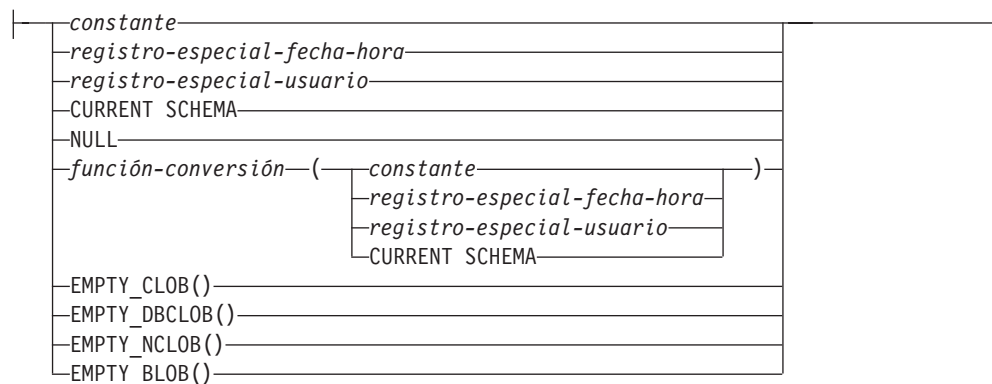 constante
registro-especial-fecha-hora
registro-especial-usuario
CURRENT SCHEMA
NULL
función-conversión ( constante )
registro-especial-fecha-hora
registro-especial-usuario
CURRENT SCHEMA
EMPTY_CLOB()
EMPTY_DBCLOB()
EMPTY_NCLOB()
EMPTY_BLOB()